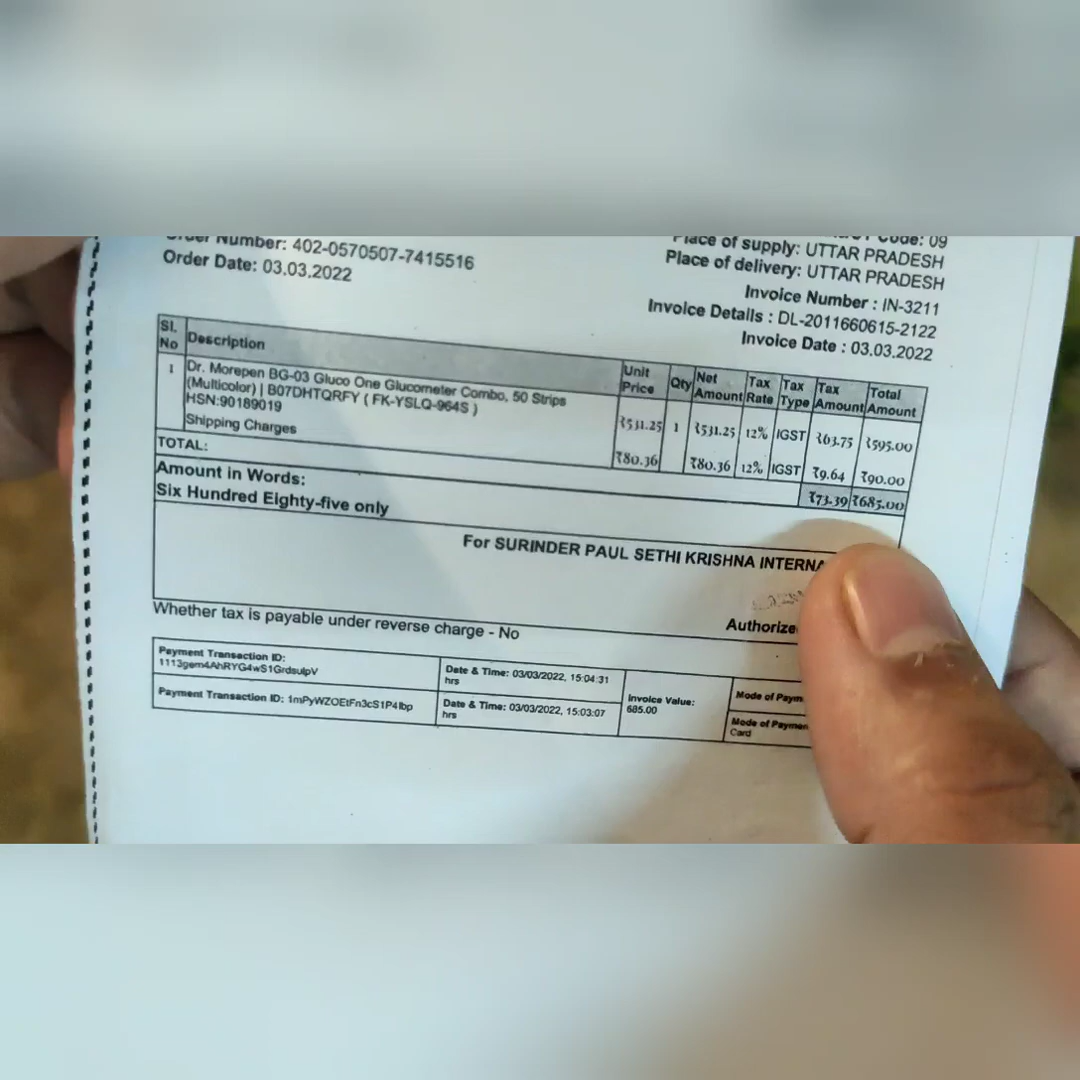 Order Number: 402-0570507-7415516
Order Date: 03.03.2022
Code: 09
Place of supply: UTTAR PRADESH
Place of delivery: UTTAR PRADESH
Invoice Number : IN-3211
Invoice Details : DL-2011660615-2122
Invoice Date : 03.03.2022
Sl. No Description Unit Price Qty Net Amount Tax Rate Tax Type Tax Amount Total Amount
1 Dr. Morepen BG-03 Gluco One Glucometer Combo, 50 Strips
(Multicolor) | B07DHTQRFY ( FK-YSLQ-964S )
HSN:90189019
₹531.25 1 ₹531.25 12% IGST ₹63.75 ₹595.00
Shipping Charges ₹80.36 ₹80.36 12% IGST ₹9.64 ₹90.00
TOTAL: ₹73.39 ₹685.00
Amount in Words:
Six Hundred Eighty-five only
For SURINDER PAUL SETHI KRISHNA INTERNA
Authorize
Whether tax is payable under reverse charge - No
Payment Transaction ID:
1113gem4AhRYG4wS1GrdsulpV
Date & Time: 03/03/2022, 15:04:31
hrs
Invoice Value:
685.00
Mode of Paym
Payment Transaction ID: 1mPyWZOEtFn3cS1P4lbp
Date & Time: 03/03/2022, 15:03:07
hrs
Mode of Paymen
Card